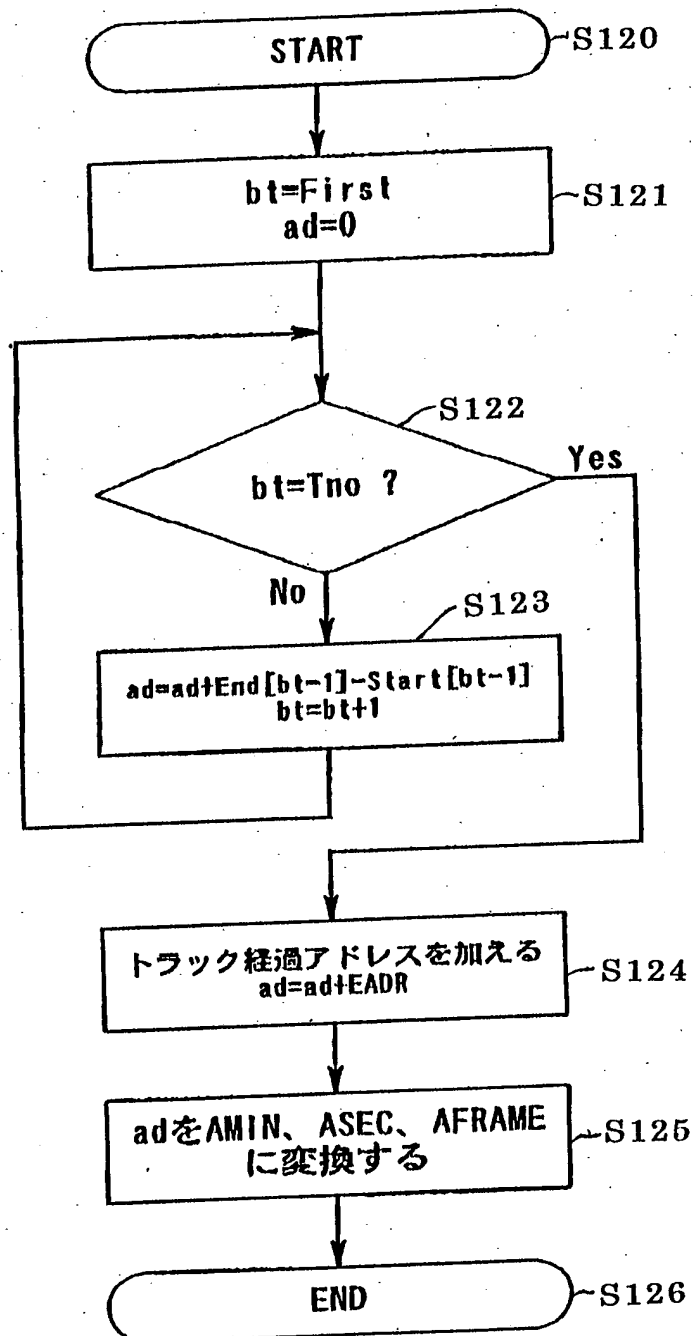 START
S120
bt=First
ad=0
S121
S122
bt=Tno ?
Yes
No
S123
ad=ad+End[bt-1]-Start[bt-1]
bt=bt+1
トラック経過アドレスを加える
ad=ad+EADR
S124
adをAMIN、ASEC、AFRAME
に変換する
S125
END
S126